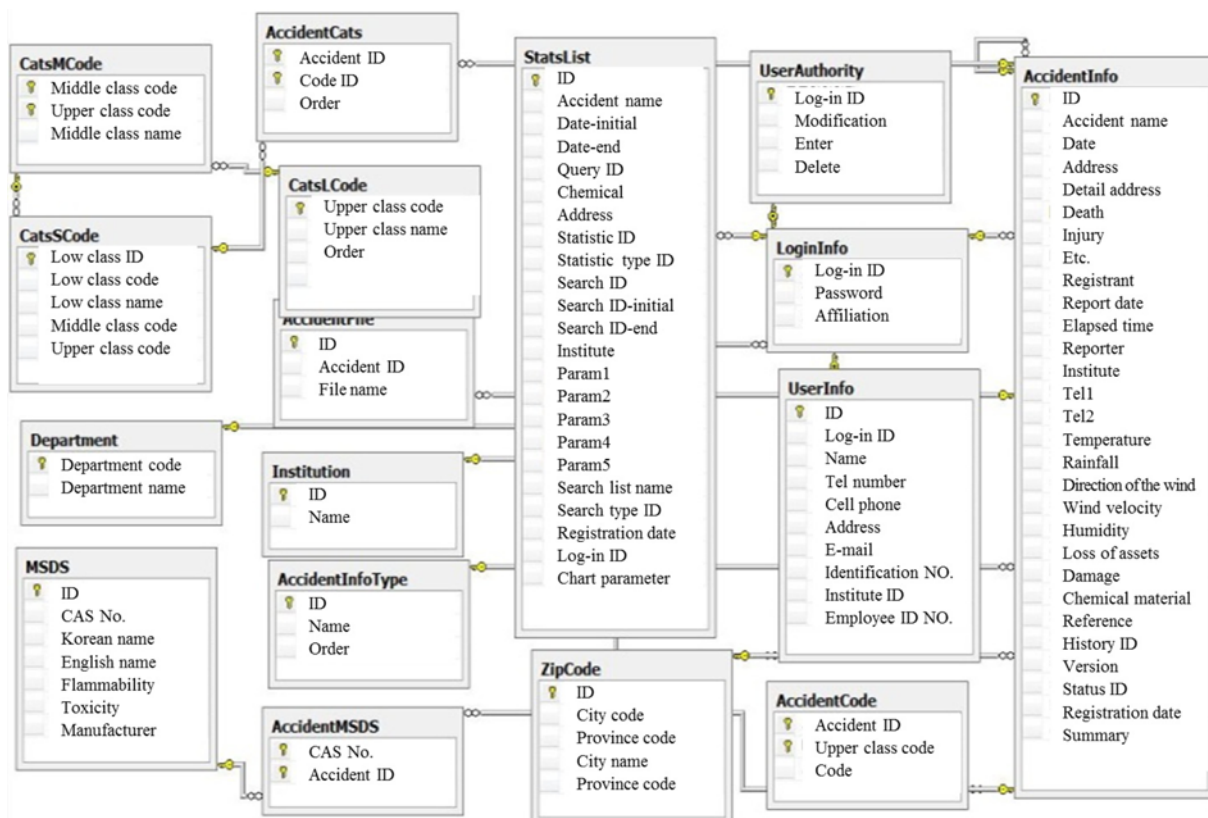 AccidentCats
Accident ID
Code ID
Order
CatsMCode
Middle class code
Upper class code
Middle class name
CatsLCode
Upper class code
Upper class name
Order
CatsSCode
Low class ID
Low class code
Low class name
Middle class code
Upper class code
AccidentFile
ID
Accident ID
File name
Department
Department code
Department name
Institution
ID
Name
MSDS
ID
CAS No.
Korean name
English name
Flammability
Toxicity
Manufacturer
AccidentInfoType
ID
Name
Order
AccidentMSDS
CAS No.
Accident ID
StatsList
ID
Accident name
Date-initial
Date-end
Query ID
Chemical
Address
Statistic ID
Statistic type ID
Search ID
Search ID-initial
Search ID-end
Institute
Param1
Param2
Param3
Param4
Param5
Search list name
Search type ID
Registration date
Log-in ID
Chart parameter
ZipCode
ID
City code
Province code
City name
Province code
UserAuthority
Log-in ID
Modification
Enter
Delete
LoginInfo
Log-in ID
Password
Affiliation
UserInfo
ID
Log-in ID
Name
Tel number
Cell phone
Address
E-mail
Identification NO.
Institute ID
Employee ID NO.
AccidentCode
Accident ID
Upper class code
Code
AccidentInfo
ID
Accident name
Date
Address
Detail address
Death
Injury
Etc.
Registrant
Report date
Elapsed time
Reporter
Institute
Tel1
Tel2
Temperature
Rainfall
Direction of the wind
Wind velocity
Humidity
Loss of assets
Damage
Chemical material
Reference
History ID
Version
Status ID
Registration date
Summary